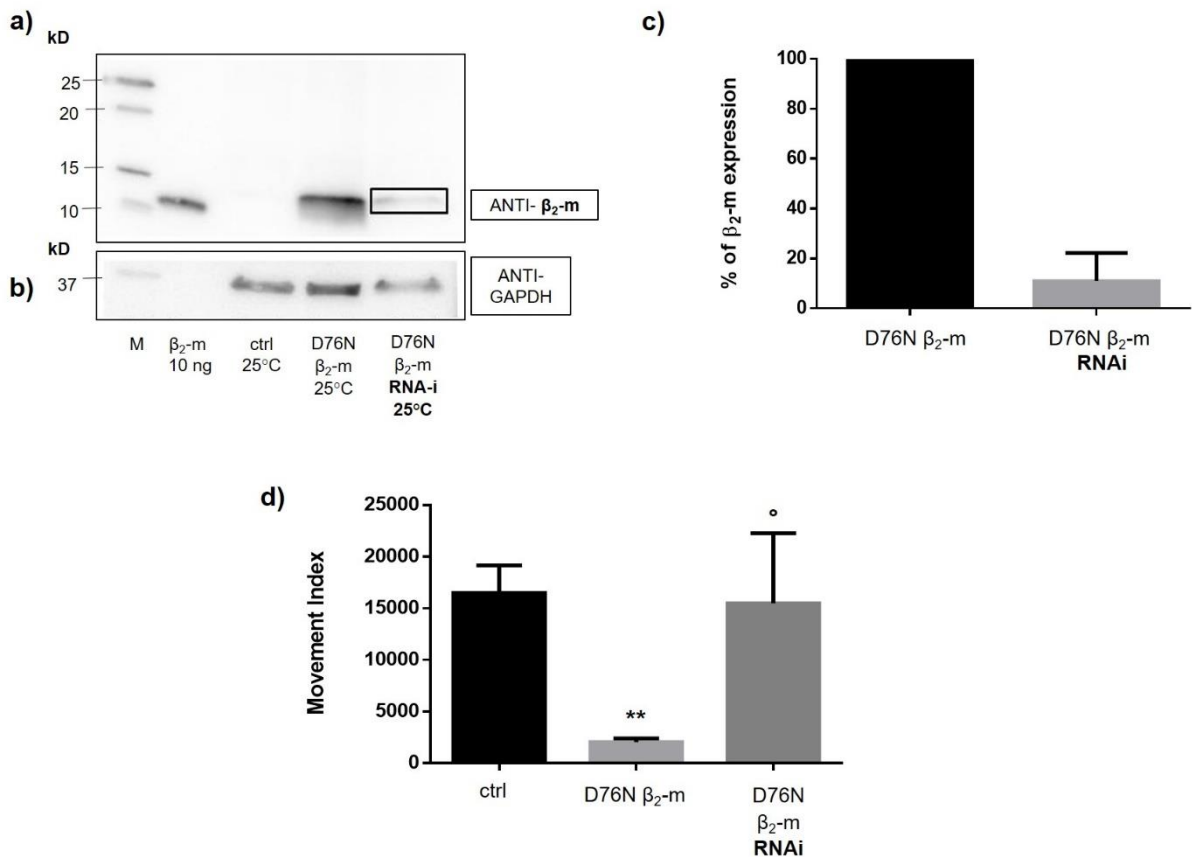 a)
kD
25
20
15
10
ANTI- β₂-m
kD
b)
37
ANTI-
GAPDH
M
β₂-m
10 ng
ctrl
25°C
D76N
β₂-m
25°C
D76N
β₂-m
RNA-i
25°C
c)
% of β₂-m expression
100
80
60
40
20
0
D76N β₂-m
D76N β₂-m
RNAi
d)
Movement Index
25000
20000
15000
10000
5000
0
**
°
ctrl
D76N β₂-m
D76N
β₂-m
RNAi